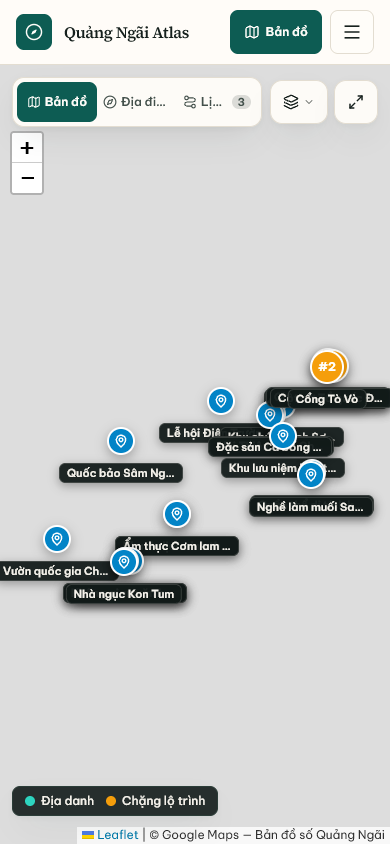 Quảng Ngãi Atlas
Bản đồ
Bản đồ
Địa đi...
Lị...
3
+
−
#2
Cổng Tò Vò
Đ...
Lễ hội Điệ
Đặc sản Cá Bống ...
Khu lưu niệm
Quốc bảo Sâm Ng...
Nghề làm muối Sa...
Ẩm thực Cơm lam ...
Vườn quốc gia Ch...
Nhà ngục Kon Tum
Địa danh
Chặng lộ trình
Leaflet | © Google Maps — Bản đồ số Quảng Ngãi